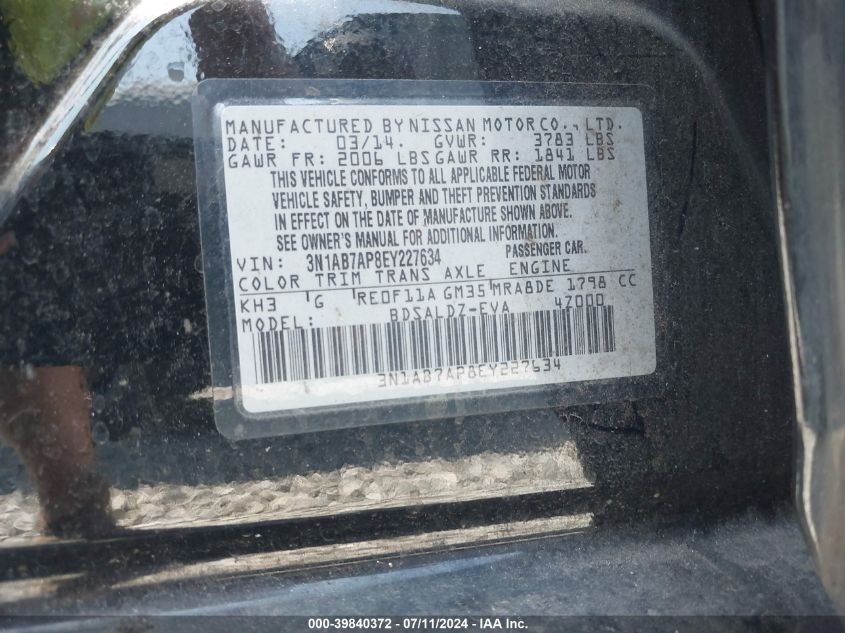 MANUFACTURED BY NISSAN MOTOR CO., LTD.
DATE: 03/14. GVWR: 3783 LBS
GAWR FR: 2006 LBS GAWR RR: 1841 LBS
THIS VEHICLE CONFORMS TO ALL APPLICABLE FEDERAL MOTOR
VEHICLE SAFETY, BUMPER AND THEFT PREVENTION STANDARDS
IN EFFECT ON THE DATE OF MANUFACTURE SHOWN ABOVE.
SEE OWNER'S MANUAL FOR ADDITIONAL INFORMATION.
VIN: 3N1AB7AP8EY227634 PASSENGER CAR.
COLOR TRIM TRANS AXLE ENGINE
KH3 G RE0F11A GM35 MRA8DE 1798 CC
MODEL: BDSALDZ-EVA 4Z000
3N1AB7AP8EY227634
000-39840372 - 07/11/2024 - IAA Inc.